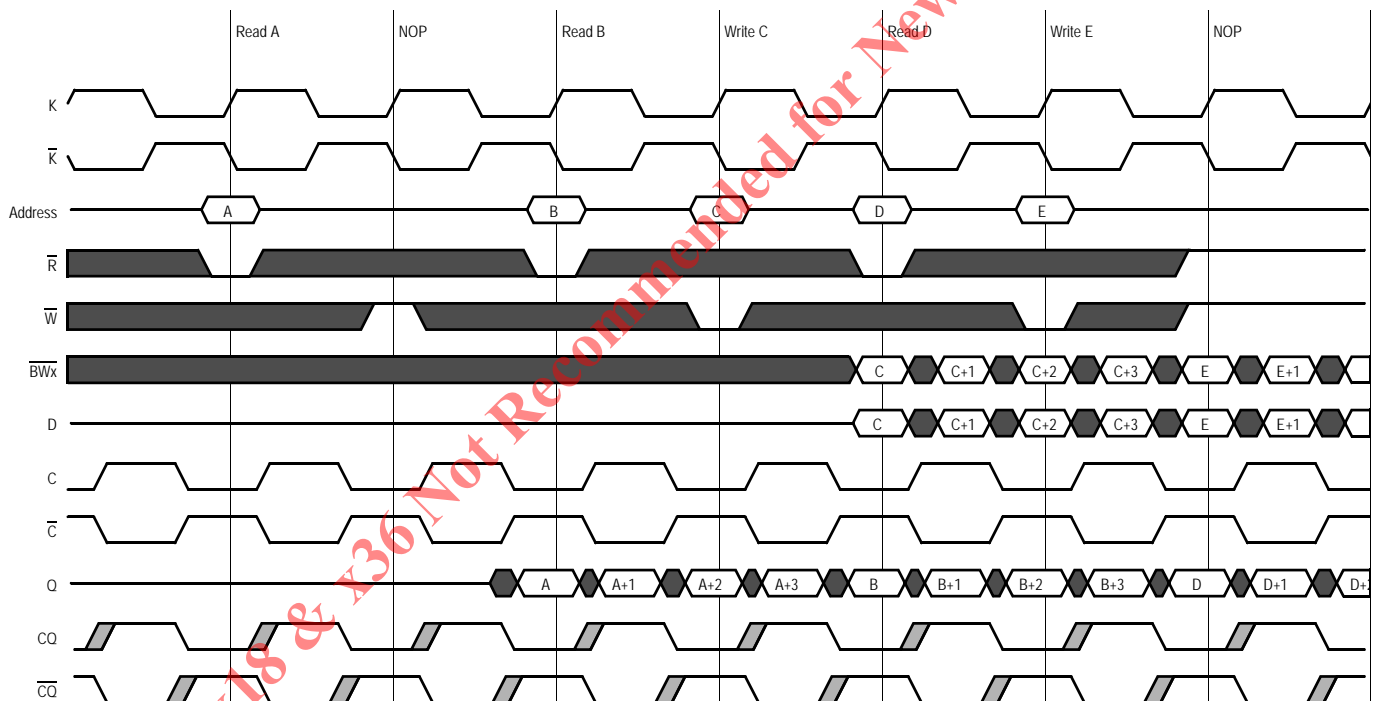 Read A NOP Read B Write C Read D Write E NOP
K
K
Address A B C D E
R
W
BWx C C+1 C+2 C+3 E E+1
D C C+1 C+2 C+3 E E+1
C
C
Q A A+1 A+2 A+3 B B+1 B+2 B+3 D D+1
CQ
CQ
x18 & x36 Not Recommended for New